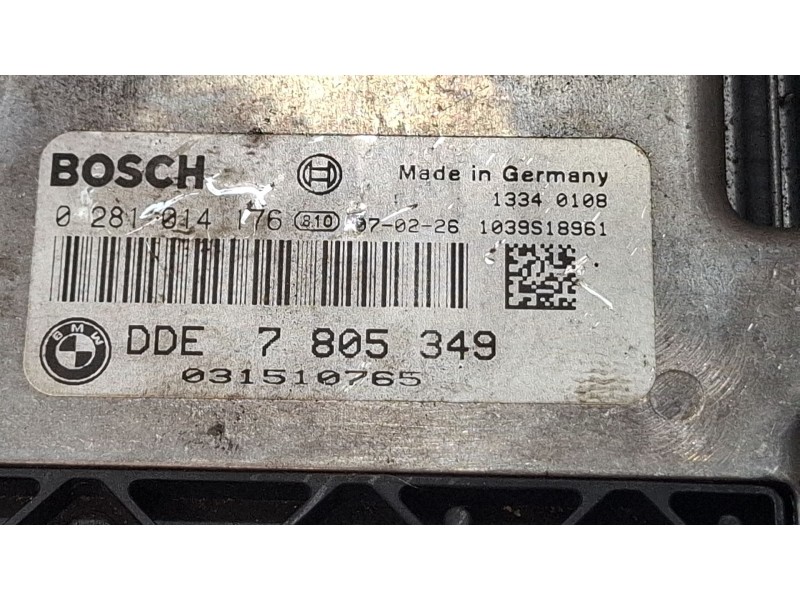 BOSCH Made in Germany
1334 0108
0 281 014 176 810 07-02-26 1039S18961
BMW DDE 7 805 349
031510765